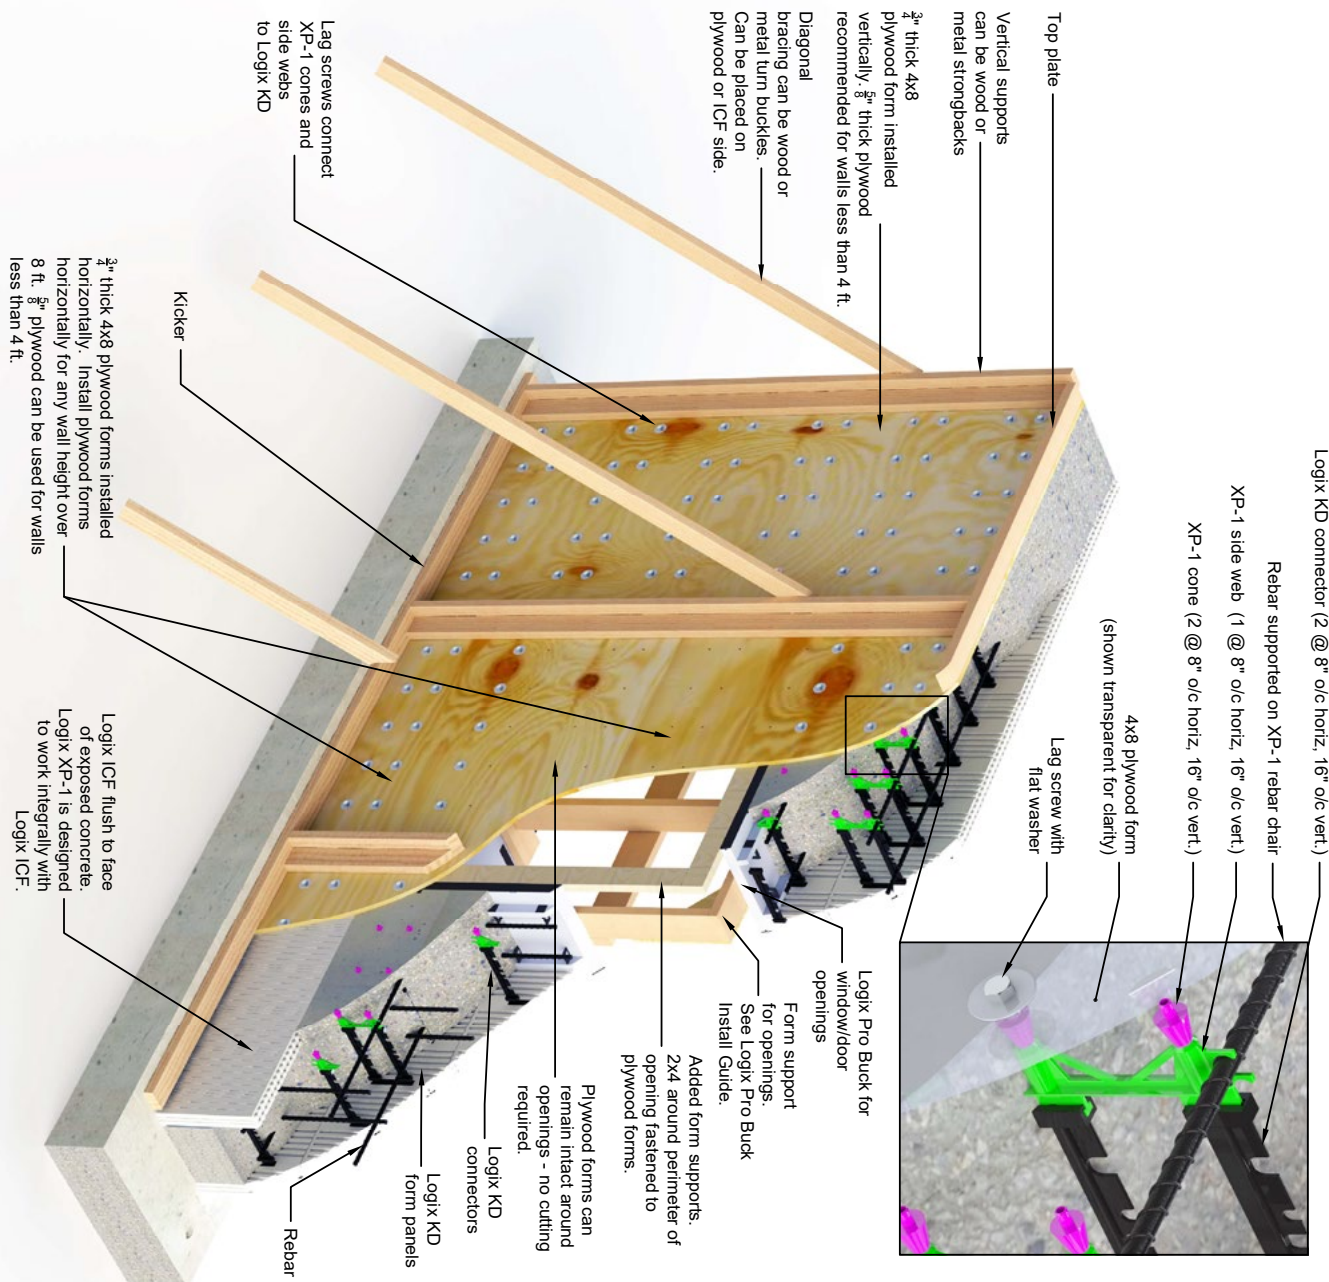 Top plate
Vertical supports
can be wood or
metal strongbacks
3/4" thick 4x8
plywood form installed
vertically. 5/8" thick plywood
recommended for walls less than 4 ft.
Diagonal
bracing can be wood or
metal turn buckles.
Can be placed on
plywood or ICF side.
Lag screws connect
XP-1 cones and
side webs
to Logix KD
Kicker
3/4" thick 4x8 plywood forms installed
horizontally. Install plywood forms
horizontally for any wall height over
8 ft. 5/8" plywood can be used for walls
less than 4 ft.
Logix KD connector (2 @ 8" o/c horiz, 16" o/c vert.)
Rebar supported on XP-1 rebar chair
XP-1 side web (1 @ 8" o/c horiz, 16" o/c vert.)
XP-1 cone (2 @ 8" o/c horiz, 16" o/c vert.)
4x8 plywood form
(shown transparent for clarity)
Lag screw with
flat washer
Logix Pro Buck for
window/door
openings
Form support
for openings.
See Logix Pro Buck
Install Guide.
Added form supports.
2x4 around perimeter of
opening fastened to
plywood forms.
Plywood forms can
remain intact around
openings - no cutting
required.
Logix KD
connectors
Logix KD
form panels
Rebar
Logix ICF flush to face
of exposed concrete.
Logix XP-1 is designed
to work integrally with
Logix ICF.